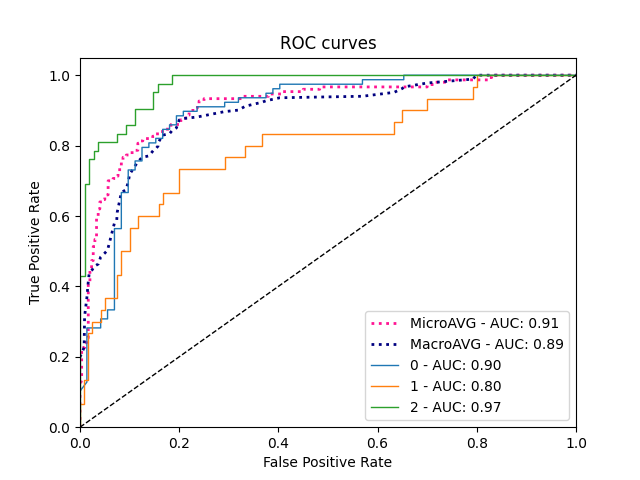 ROC curves
True Positive Rate
1.0
0.8
0.6
0.4
0.2
0.0
MicroAVG - AUC: 0.91
MacroAVG - AUC: 0.89
0 - AUC: 0.90
1 - AUC: 0.80
2 - AUC: 0.97
0.0 0.2 0.4 0.6 0.8 1.0
False Positive Rate